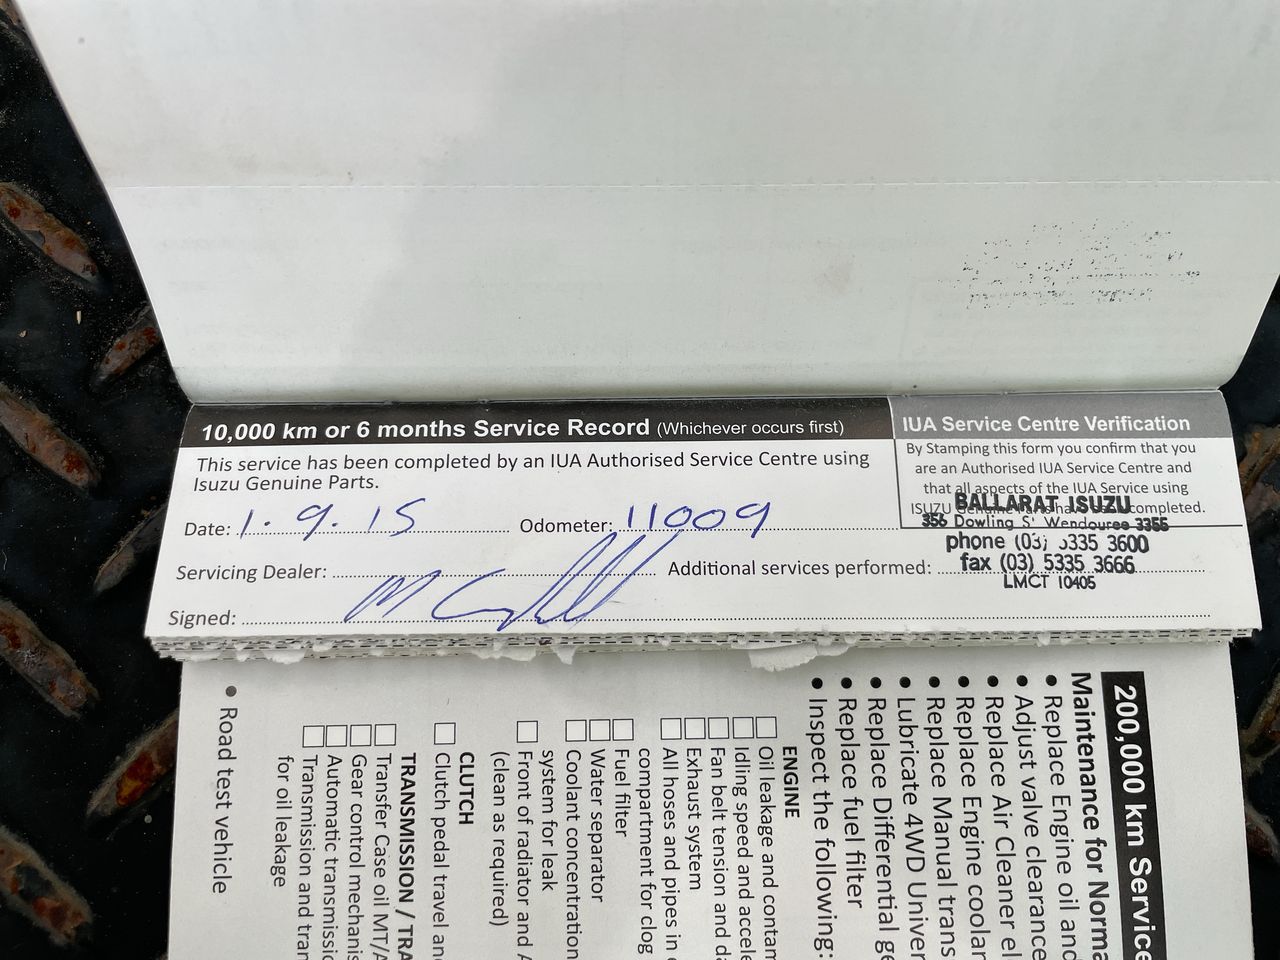 10,000 km or 6 months Service Record (Whichever occurs first)
This service has been completed by an IUA Authorised Service Centre using
Isuzu Genuine Parts.
Date: 1.9.15 Odometer: 11009
Servicing Dealer: Additional services performed:
Signed:
IUA Service Centre Verification
By Stamping this form you confirm that you
are an Authorised IUA Service Centre and
that all aspects of the IUA Service using
ISUZU completed.
BALLARAT ISUZU
356 Dowling S' Wendouree 3355
phone (03) 5335 3600
fax (03) 5335 3666
LMCT 10405
200,000 km Service
Maintenance for Norma
• Replace Engine oil and
• Adjust valve clearance
• Replace Air Cleaner el
• Replace Engine coolan
• Replace Manual trans
• Lubricate 4WD Univer
• Replace Differential ge
• Replace fuel filter
• Inspect the following:
ENGINE
Oil leakage and contam
Idling speed and accele
Fan belt tension and da
Exhaust system
All hoses and pipes in e
compartment for clog
Fuel filter
Water separator
Coolant concentration
system for leak
Front of radiator and A
(clean as required)
CLUTCH
Clutch pedal travel and
TRANSMISSION / TRA
Transfer Case oil MT/A
Gear control mechanis
Automatic transmissio
Transmission and tran
for oil leakage
• Road test vehicle